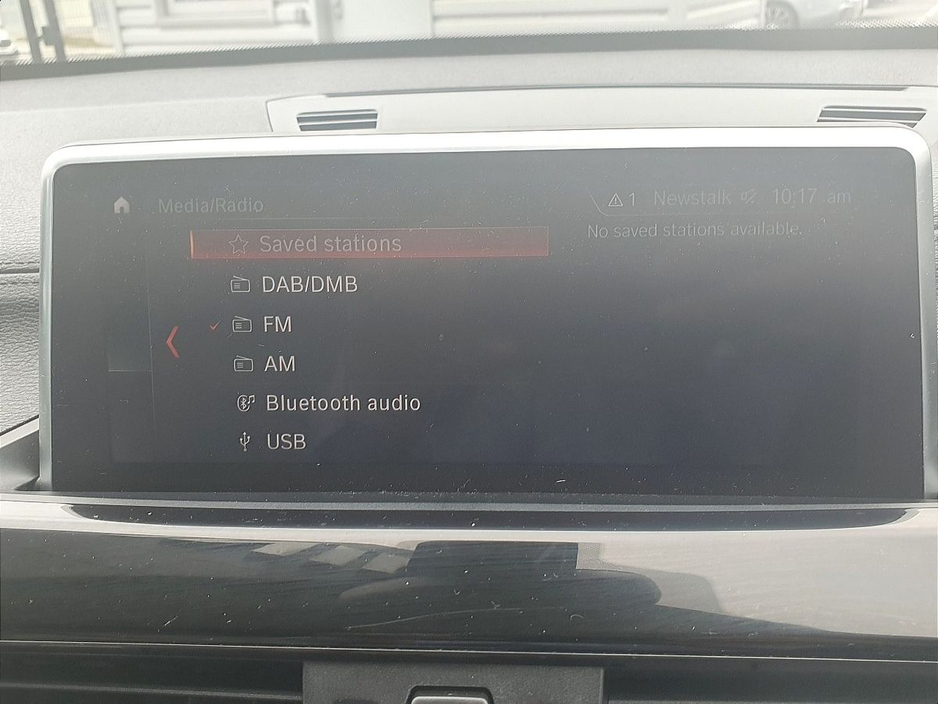 Media/Radio
1 Newstalk 10:17 am
Saved stations
No saved stations available.
DAB/DMB
FM
AM
Bluetooth audio
USB